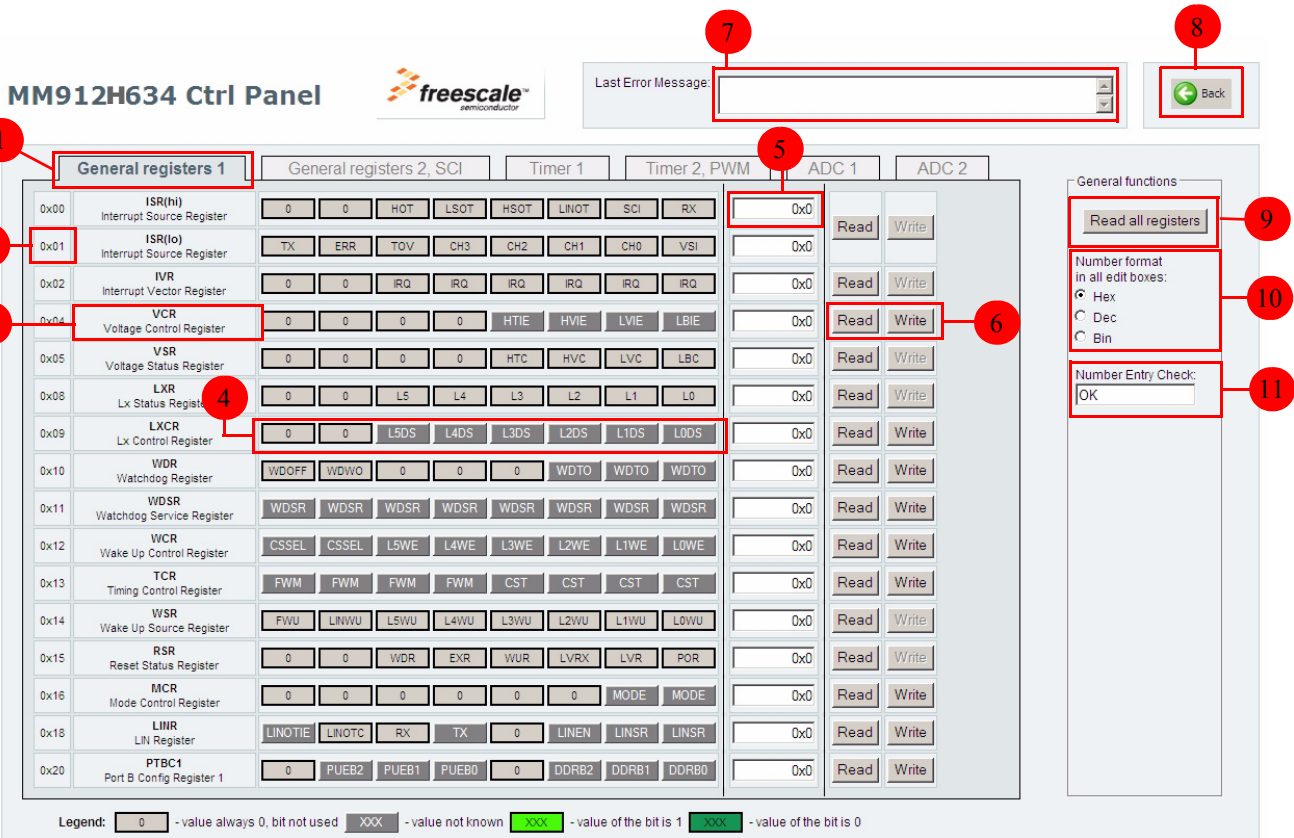 7
8
MM912H634 Ctrl Panel
freescale™
semiconductor
Last Error Message:
Back
1
5
General registers 1
General registers 2, SCI
Timer 1
Timer 2, PWM
ADC 1
ADC 2
General functions
0x00 ISR(hi) Interrupt Source Register 0 0 HOT LSOT HSOT LINOT SCI RX 0x0 Read Write
0x01 ISR(lo) Interrupt Source Register TX ERR TOV CH3 CH2 CH1 CH0 VSI 0x0
0x02 IVR Interrupt Vector Register 0 0 IRQ IRQ IRQ IRQ IRQ IRQ 0x0 Read Write
0x04 VCR Voltage Control Register 0 0 0 0 HTIE HVIE LVIE LBIE 0x0 Read Write 6
0x05 VSR Voltage Status Register 0 0 0 0 HTC HVC LVC LBC 0x0 Read Write
0x08 LXR Lx Status Register 4 0 0 L5 L4 L3 L2 L1 L0 0x0 Read Write
0x09 LXCR Lx Control Register 0 0 L5DS L4DS L3DS L2DS L1DS L0DS 0x0 Read Write
0x10 WDR Watchdog Register WDOFF WDWO 0 0 0 WDTO WDTO WDTO 0x0 Read Write
0x11 WDSR Watchdog Service Register WDSR WDSR WDSR WDSR WDSR WDSR WDSR WDSR 0x0 Read Write
0x12 WCR Wake Up Control Register CSSEL CSSEL L5WE L4WE L3WE L2WE L1WE L0WE 0x0 Read Write
0x13 TCR Timing Control Register FWM FWM FWM FWM CST CST CST CST 0x0 Read Write
0x14 WSR Wake Up Source Register FWU LINWU L5WU L4WU L3WU L2WU L1WU L0WU 0x0 Read Write
0x15 RSR Reset Status Register 0 0 WDR EXR WUR LVRX LVR POR 0x0 Read Write
0x16 MCR Mode Control Register 0 0 0 0 0 0 MODE MODE 0x0 Read Write
0x18 LINR LIN Register LINOTIE LINOTC RX TX 0 LINEN LINSR LINSR 0x0 Read Write
0x20 PTBC1 Port B Config Register 1 0 PUEB2 PUEB1 PUEB0 0 DDRB2 DDRB1 DDRB0 0x0 Read Write
Read all registers 9
Number format
in all edit boxes:
Hex 10
Dec
Bin
Number Entry Check:
OK 11
Legend: 0 - value always 0, bit not used XXX - value not known XXX - value of the bit is 1 XXX - value of the bit is 0